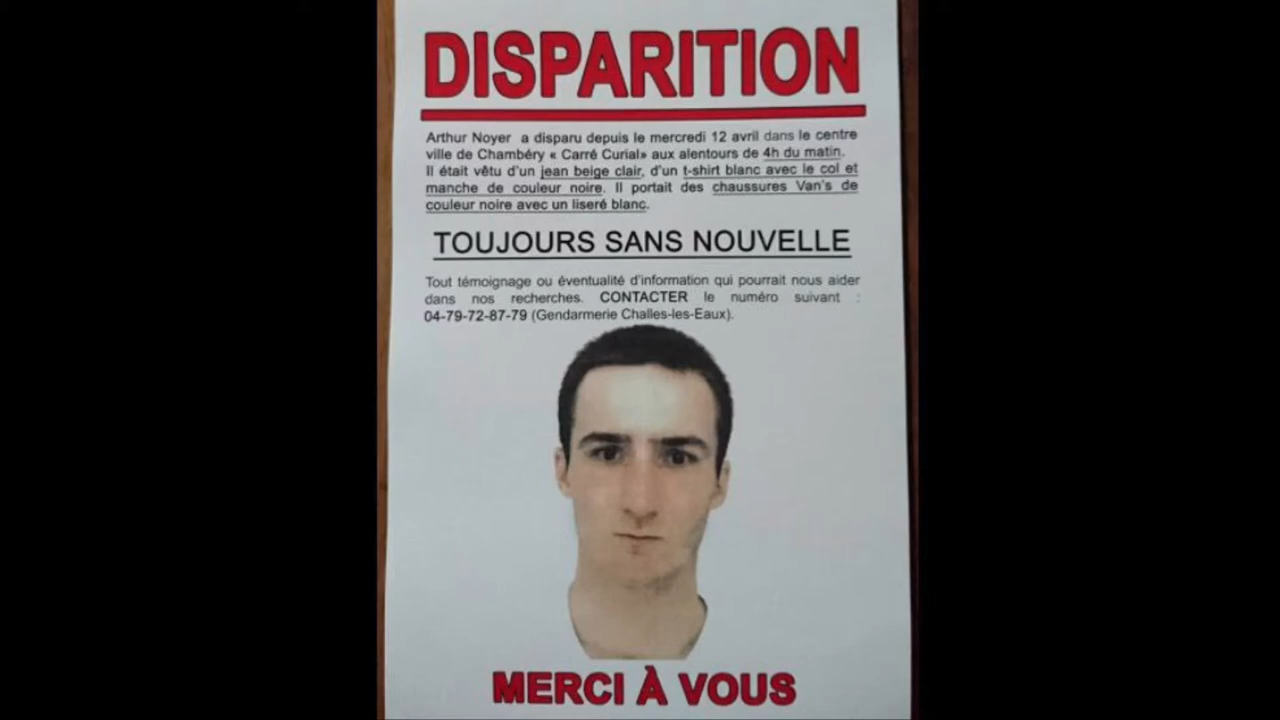 DISPARITION
Arthur Noyer a disparu depuis le mercredi 12 avril dans le centre
ville de Chambéry « Carré Curial» aux alentours de 4h du matin.
Il était vêtu d'un jean beige clair, d'un t-shirt blanc avec le col et
manche de couleur noire. Il portait des chaussures Van's de
couleur noire avec un liseré blanc.
TOUJOURS SANS NOUVELLE
Tout témoignage ou éventualité d'information qui pourrait nous aider
dans nos recherches. CONTACTER le numéro suivant :
04-79-72-87-79 (Gendarmerie Challes-les-Eaux).
MERCI À VOUS